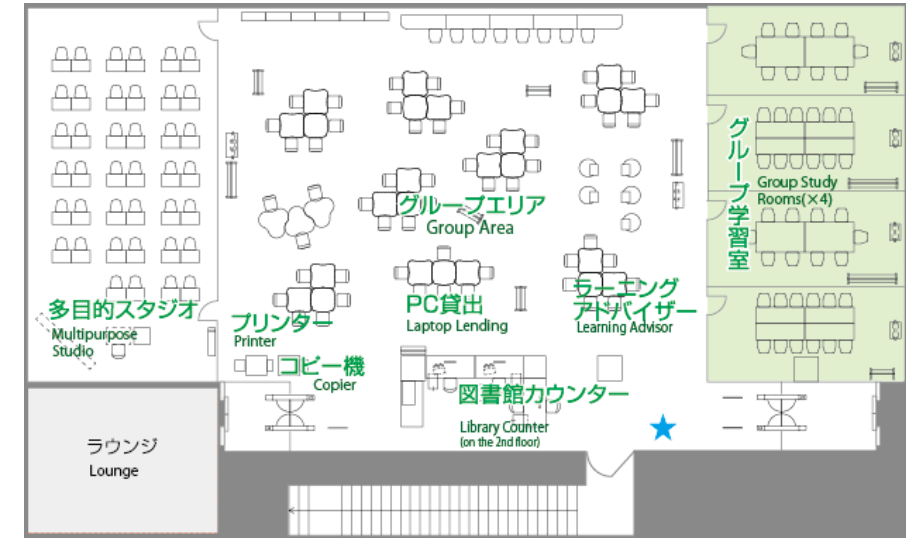 グループ学習室
Group Study
Rooms(×4)
グループエリア
Group Area
多目的スタジオ
Multipurpose
Studio
プリンター
Printer
コピー機
Copier
PC貸出
Laptop Lending
ラーニング
アドバイザー
Learning Advisor
図書館カウンター
Library Counter
(on the 2nd floor)
ラウンジ
Lounge